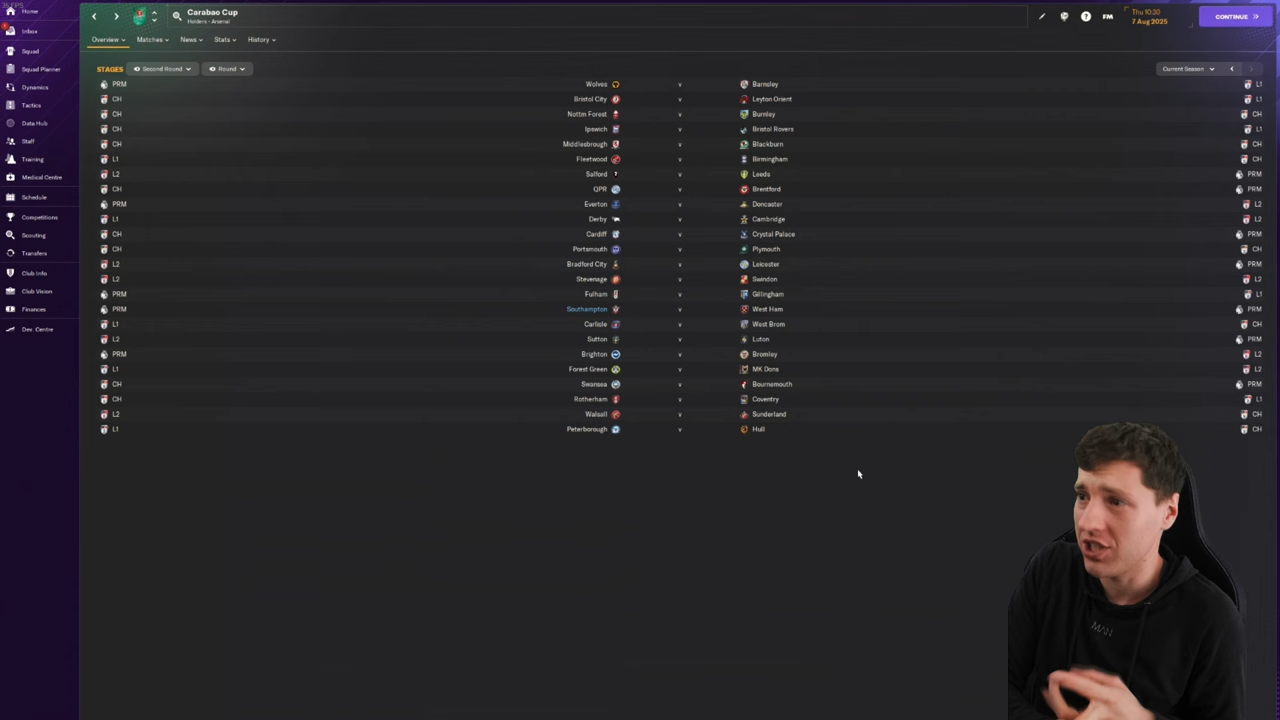 35 FPS
Home
Carabao Cup
Holders - Arsenal
FM
Thu 10:30
7 Aug 2025
CONTINUE
1
Inbox
Overview Matches News Stats History
Squad
Squad Planner
Dynamics
Tactics
Data Hub
Staff
Training
Medical Centre
Schedule
Competitions
Scouting
Transfers
Club Info
Club Vision
Finances
Dev. Centre
STAGES Second Round Round Current Season
PRM Wolves v Barnsley L1
CH Bristol City v Leyton Orient L1
CH Nottm Forest v Burnley CH
CH Ipswich v Bristol Rovers L1
CH Middlesbrough v Blackburn CH
L1 Fleetwood v Birmingham CH
L2 Salford v Leeds PRM
CH QPR v Brentford PRM
PRM Everton v Doncaster L2
L1 Derby v Cambridge L2
CH Cardiff v Crystal Palace PRM
CH Portsmouth v Plymouth CH
L2 Bradford City v Leicester PRM
L2 Stevenage v Swindon L2
PRM Fulham v Gillingham L1
PRM Southampton v West Ham PRM
L1 Carlisle v West Brom CH
L2 Sutton v Luton PRM
PRM Brighton v Bromley L2
L1 Forest Green v MK Dons L2
CH Swansea v Bournemouth PRM
CH Rotherham v Coventry L1
L2 Walsall v Sunderland CH
L1 Peterborough v Hull CH
MAN